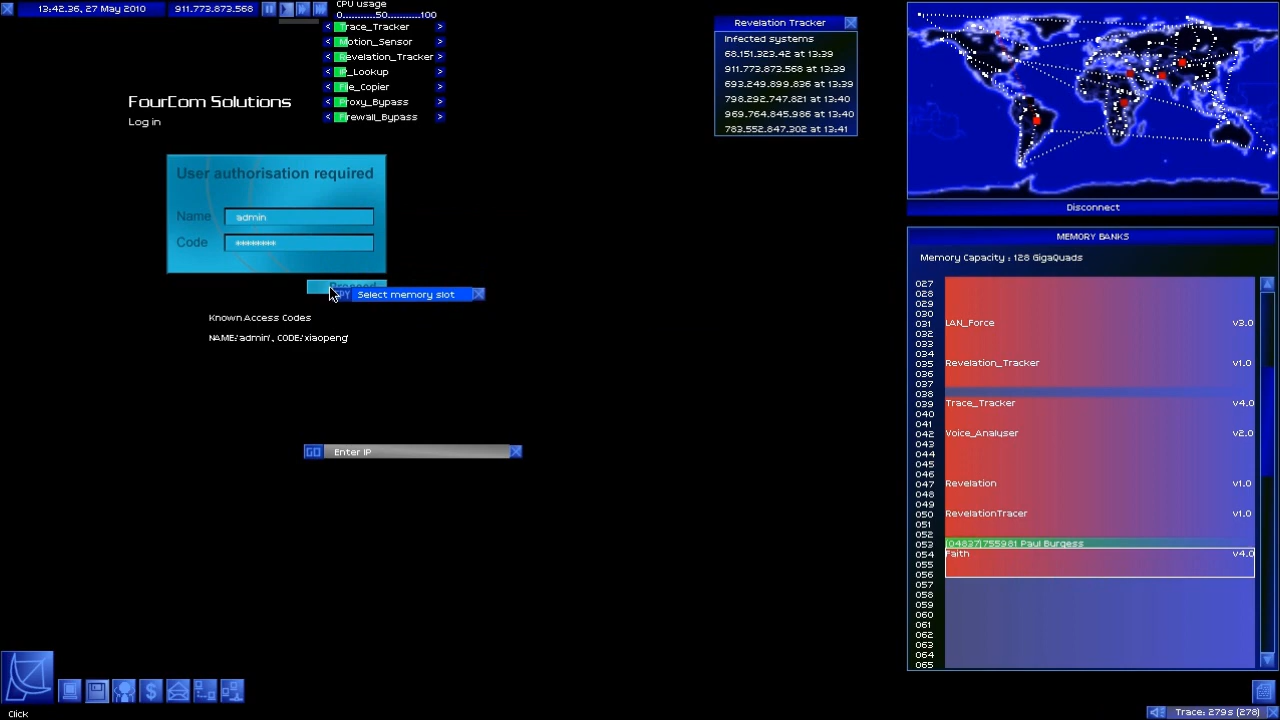 13:42.36, 27 May 2010
911.773.873.568
CPU usage
0.........50........100
Trace_Tracker
Motion_Sensor
Revelation_Tracker
IP_Lookup
File_Copier
Proxy_Bypass
Firewall_Bypass
FourCom Solutions
Log in
User authorisation required
Name admin
Code ********
Proceed
Select memory slot
Known Access Codes
NAME:'admin', CODE:'xiaopeng'
GO Enter IP
Revelation Tracker
Infected systems
68.151.323.42 at 13:39
911.773.873.568 at 13:39
693.249.899.836 at 13:39
798.292.747.821 at 13:40
969.764.845.986 at 13:40
783.552.847.302 at 13:41
Disconnect
MEMORY BANKS
Memory Capacity : 128 GigaQuads
027
028
029
030
031 LAN_Force v3.0
032
033
034
035 Revelation_Tracker v1.0
036
037
038
039 Trace_Tracker v4.0
040
041
042 Voice_Analyser v2.0
043
044
045
046
047 Revelation v1.0
048
049
050 RevelationTracer v1.0
051
052
053 [04837]755981 Paul Burgess
054 Faith v4.0
055
056
057
058
059
060
061
062
063
064
065
Click
Trace: 279s (278)